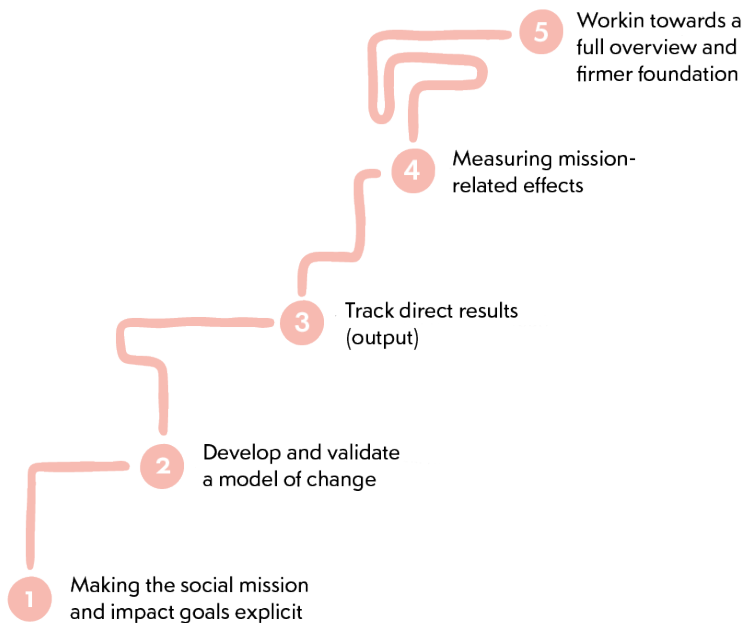 5
Workin towards a
full overview and
firmer foundation
4
Measuring mission-
related effects
3
Track direct results
(output)
2
Develop and validate
a model of change
1
Making the social mission
and impact goals explicit